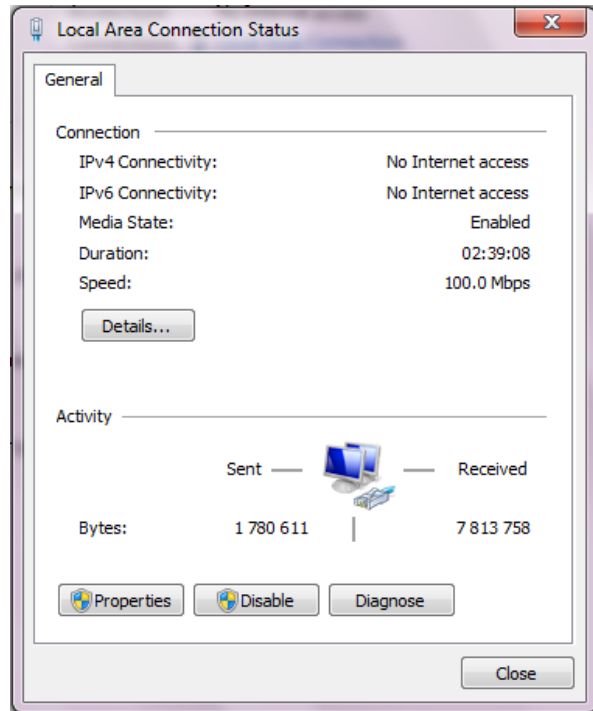 Local Area Connection Status
General
Connection
IPv4 Connectivity: No Internet access
IPv6 Connectivity: No Internet access
Media State: Enabled
Duration: 02:39:08
Speed: 100.0 Mbps
Details...
Activity
Sent Received
Bytes: 1 780 611 7 813 758
Properties Disable Diagnose
Close